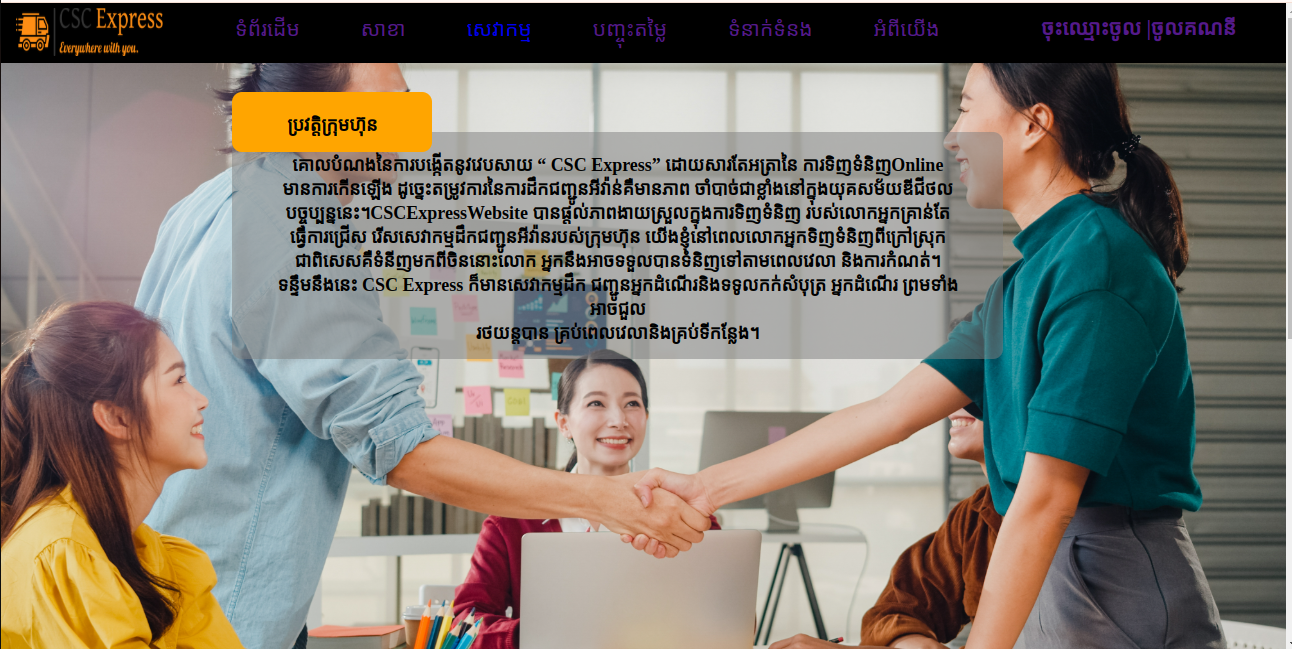 CSC Express
Everywhere with you.
ទំព័រដើម សាខា សេវាកម្ម បញ្ចុះតម្លៃ ទំនាក់ទំនង អំពីយើង ចុះឈ្មោះចូល |ចូលគណនី
ប្រវត្តិក្រុមហ៊ុន
គោលបំណងនៃការបង្កើតនូវវេបសាយ “ CSC Express” ដោយសារតែអត្រានៃ ការទិញទំនិញOnline
មានការកើនឡើង ដូច្នេះតម្រូវការនៃការដឹកជញ្ជូនអីវ៉ាន់គឺមានភាព ចាំបាច់ជាខ្លាំងនៅក្នុងយុគសម័យឌីជីថល
បច្ចុប្បន្ននេះ។CSCExpressWebsite បានផ្តល់ភាពងាយស្រួលក្នុងការទិញទំនិញ របស់លោកអ្នកគ្រាន់តែ
ធ្វើការជ្រើស រើសសេវាកម្មដឹកជញ្ជូនអីវ៉ានរបស់ក្រុមហ៊ុន យើងខ្ញុំនៅពេលលោកអ្នកទិញទំនិញពីក្រៅស្រុក
ជាពិសេសគឺទំនីញមកពីចិននោះលោក អ្នកនឹងអាចទទួលបានទំនិញទៅតាមពេលវេលា និងការកំណត់។
ទន្ទឹមនឹងនេះ CSC Express ក៏មានសេវាកម្មដឹក ជញ្ជូនអ្នកដំណើរនិងទទូលកក់សំបុត្រ អ្នកដំណើរ ព្រមទាំង
អាចជួល
រថយន្តបាន គ្រប់ពេលវេលានិងគ្រប់ទីកន្លែង។